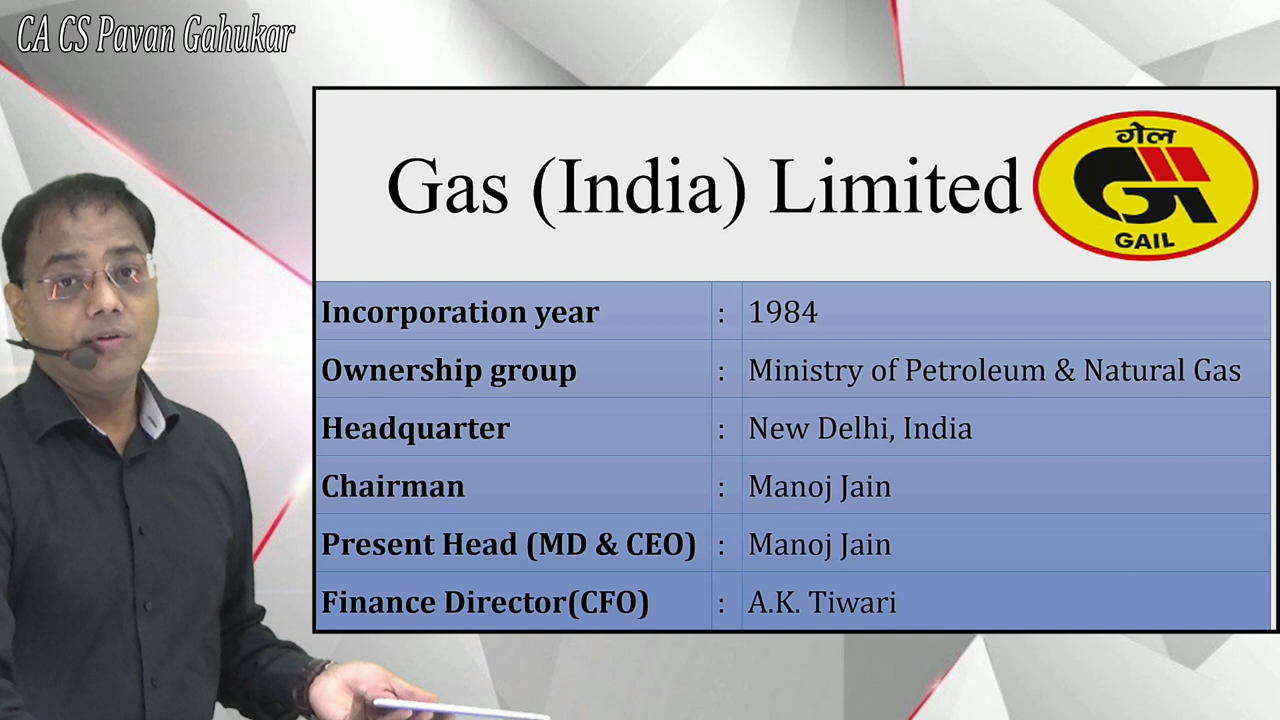 CA CS Pavan Gahukar
Gas (India) Limited
गेल
GAIL
Incorporation year : 1984
Ownership group : Ministry of Petroleum & Natural Gas
Headquarter : New Delhi, India
Chairman : Manoj Jain
Present Head (MD & CEO) : Manoj Jain
Finance Director(CFO) : A.K. Tiwari